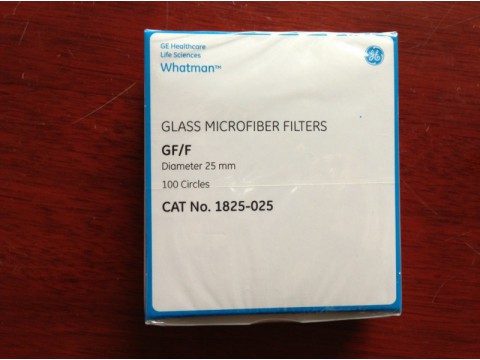 GE Healthcare
Life Sciences
Whatman™
GE
GLASS MICROFIBER FILTERS
GF/F
Diameter 25 mm
100 Circles
CAT No. 1825-025